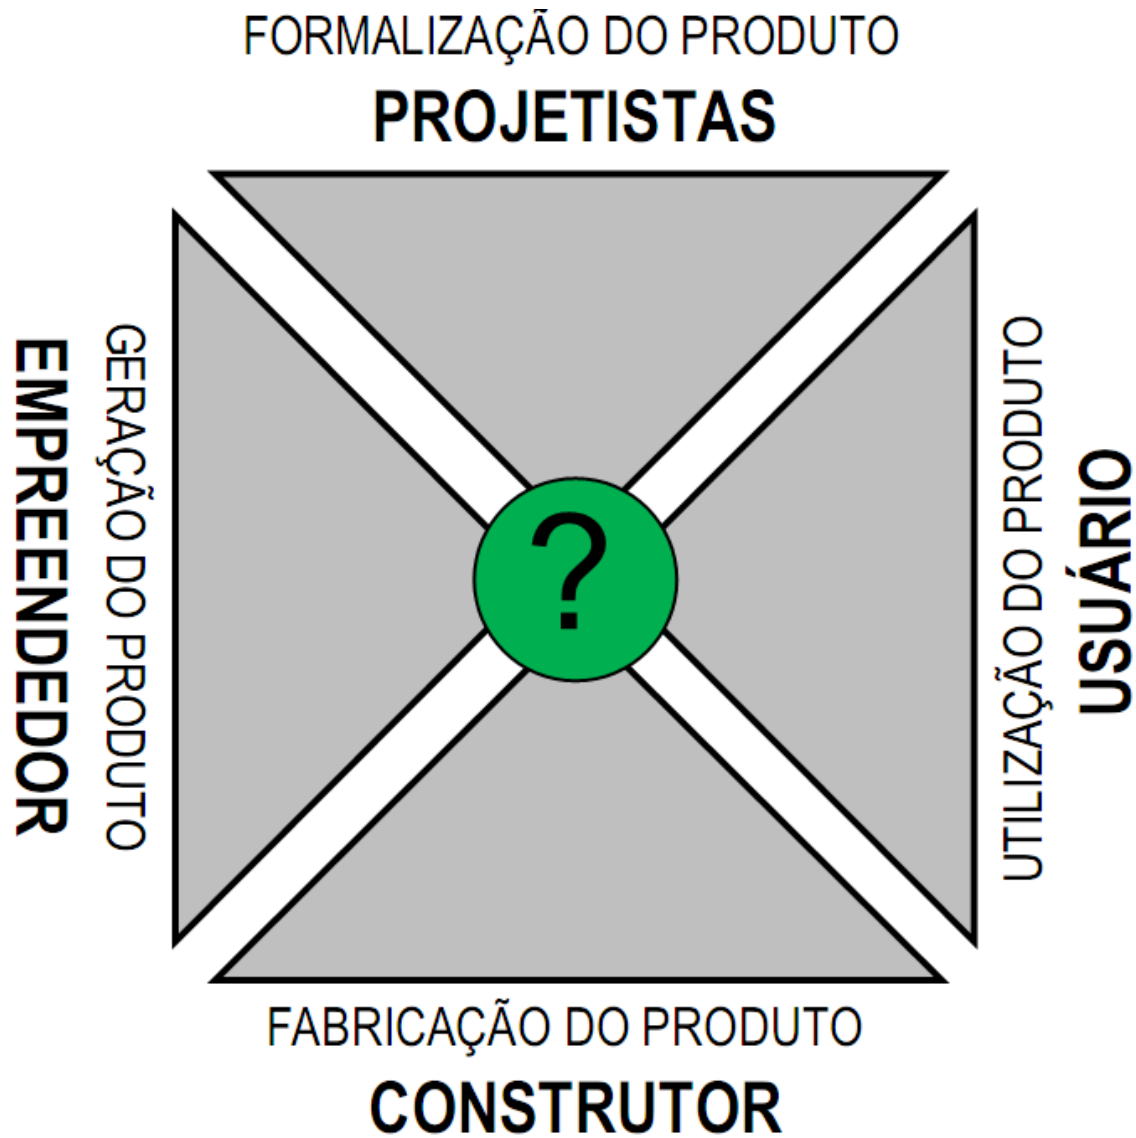 FORMALIZAÇÃO DO PRODUTO
PROJETISTAS
EMPREENDEDOR
GERAÇÃO DO PRODUTO
?
UTILIZAÇÃO DO PRODUTO
USUÁRIO
FABRICAÇÃO DO PRODUTO
CONSTRUTOR